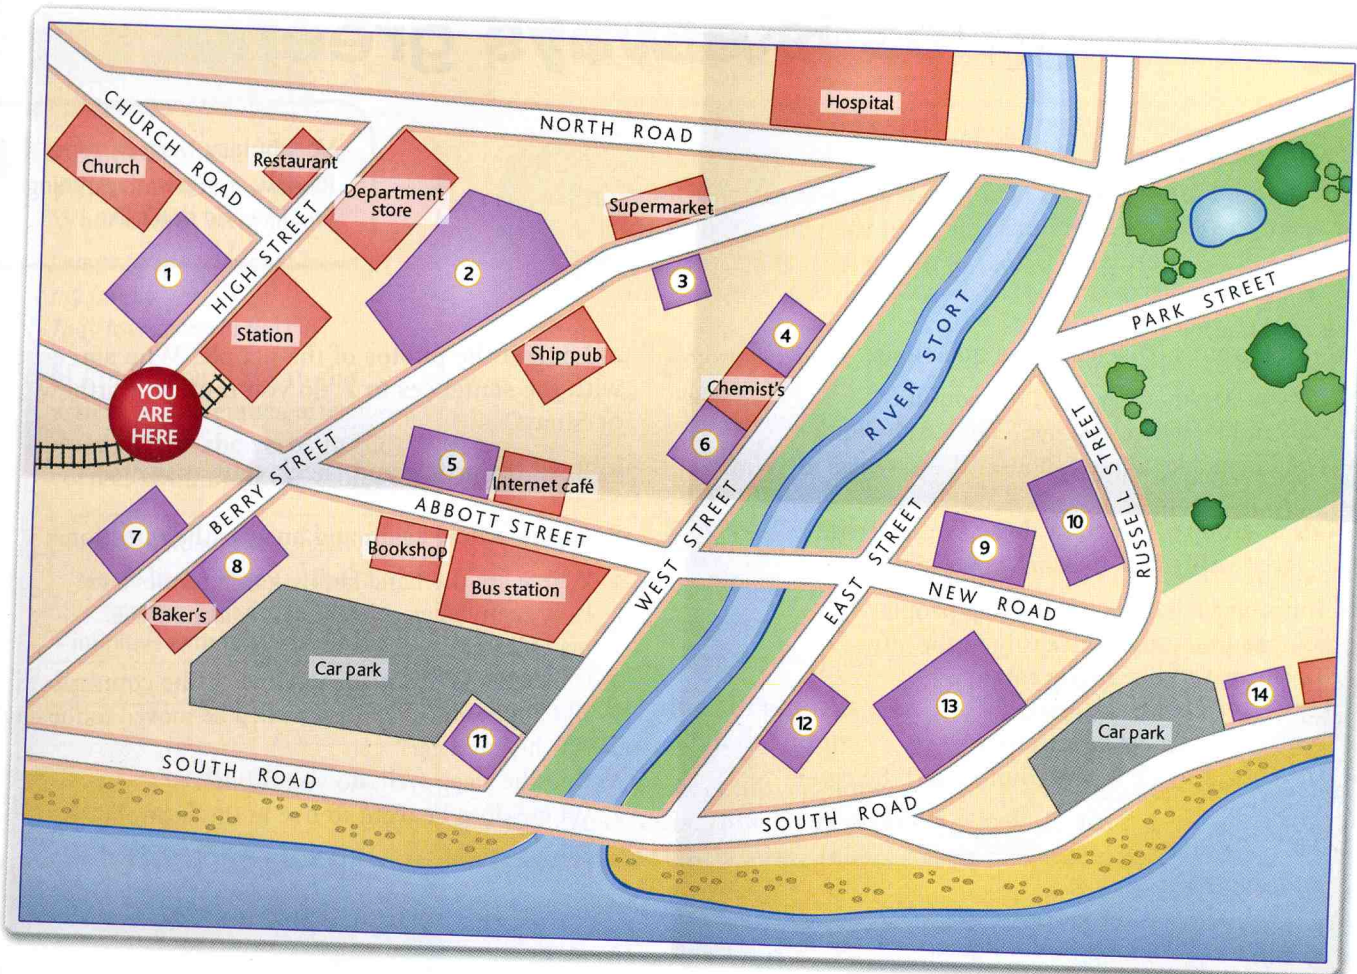 Hospital
NORTH ROAD
CHURCH ROAD
Church
Restaurant
Department
store
Supermarket
HIGH STREET
1
2
3
PARK STREET
Station
4
Ship pub
RIVER STORT
Chemist's
YOU
ARE
HERE
BERRY STREET
5
Internet café
6
RUSSELL STREET
ABBOTT STREET
WEST STREET
EAST STREET
7
8
Bookshop
9
10
Bus station
NEW ROAD
Baker's
Car park
11
12
13
14
Car park
SOUTH ROAD
SOUTH ROAD